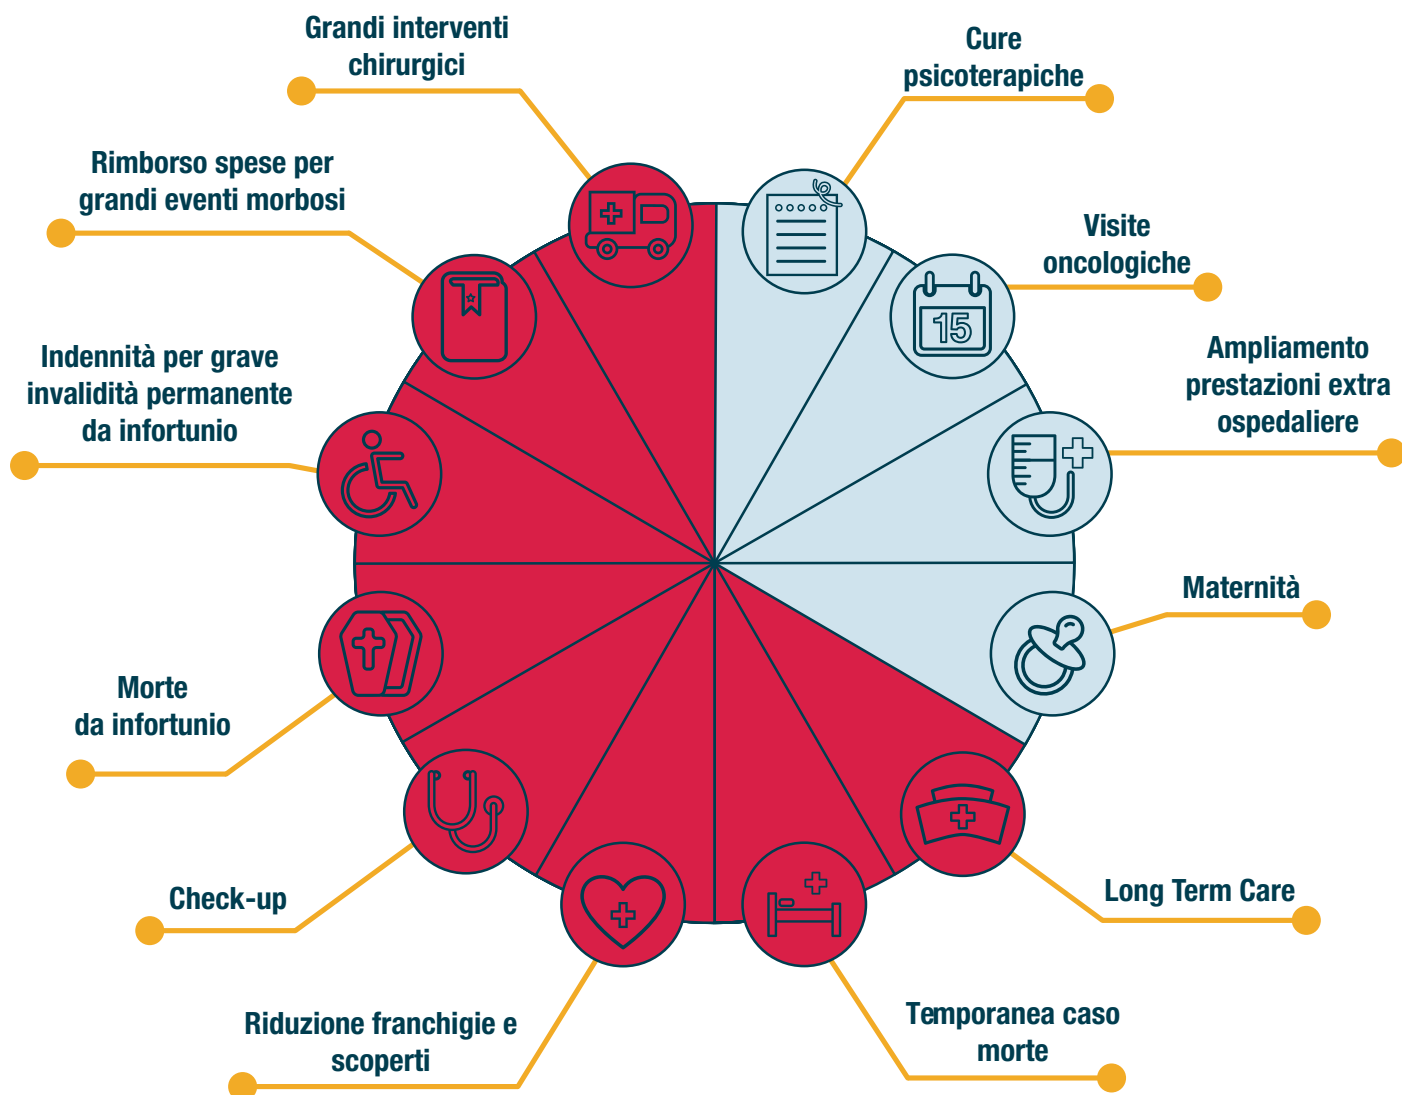 Grandi interventi
chirurgici
Cure
psicoterapiche
Rimborso spese per
grandi eventi morbosi
Visite
oncologiche
15
Indennità per grave
invalidità permanente
da infortunio
Ampliamento
prestazioni extra
ospedaliere
Maternità
Morte
da infortunio
Check-up
Long Term Care
Riduzione franchigie e
scoperti
Temporanea caso
morte